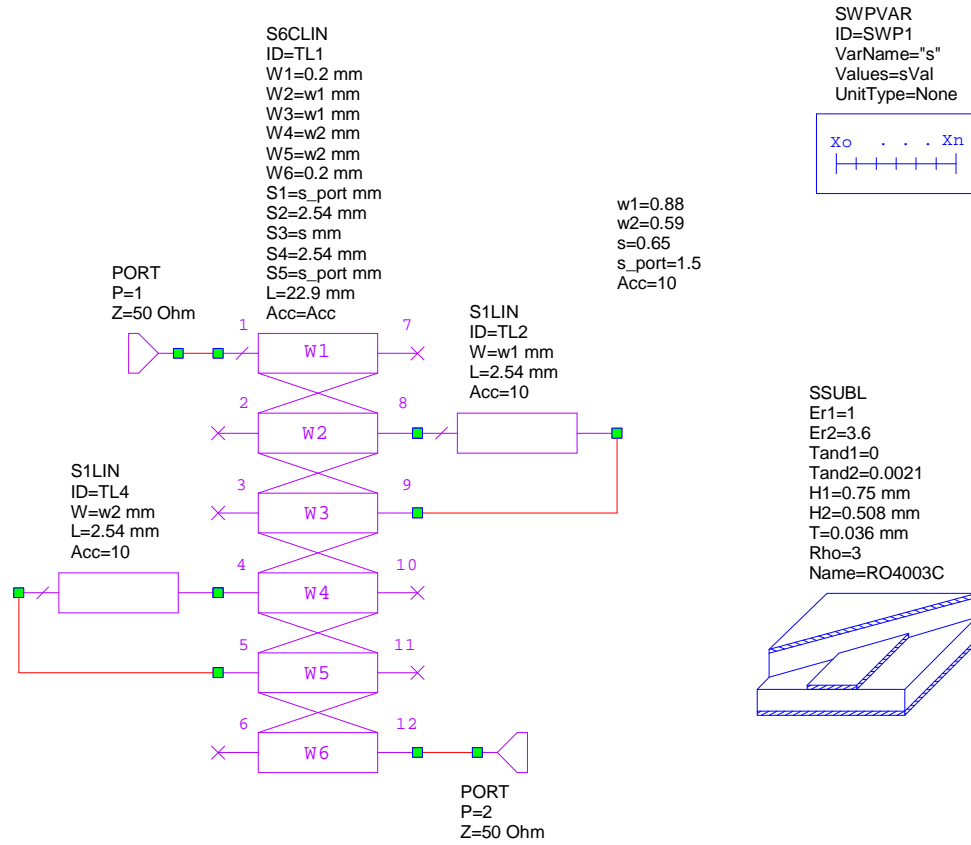 S6CLIN
ID=TL1
W1=0.2 mm
W2=w1 mm
W3=w1 mm
W4=w2 mm
W5=w2 mm
W6=0.2 mm
S1=s_port mm
S2=2.54 mm
S3=s mm
S4=2.54 mm
S5=s_port mm
L=22.9 mm
Acc=Acc
SWPVAR
ID=SWP1
VarName="s"
Values=sVal
UnitType=None
Xo . . . Xn
w1=0.88
w2=0.59
s=0.65
s_port=1.5
Acc=10
PORT
P=1
Z=50 Ohm
S1LIN
ID=TL2
W=w1 mm
L=2.54 mm
Acc=10
1
W1
7
2
W2
8
3
W3
9
4
W4
10
5
W5
11
6
W6
12
S1LIN
ID=TL4
W=w2 mm
L=2.54 mm
Acc=10
SSUBL
Er1=1
Er2=3.6
Tand1=0
Tand2=0.0021
H1=0.75 mm
H2=0.508 mm
T=0.036 mm
Rho=3
Name=RO4003C
PORT
P=2
Z=50 Ohm